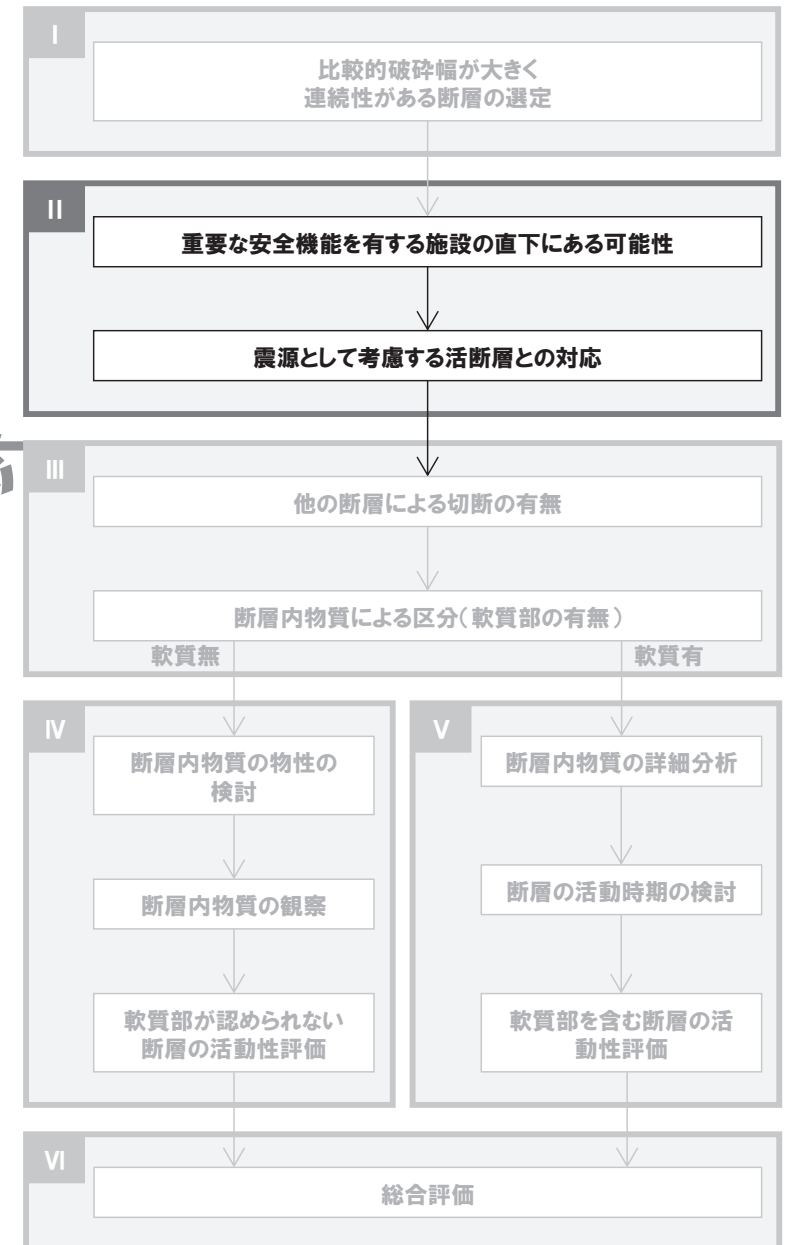 I
比較的破砕幅が大きく
連続性がある断層の選定
II
重要な安全機能を有する施設の直下にある可能性
震源として考慮する活断層との対応
III
他の断層による切断の有無
断層内物質による区分（軟質部の有無）
軟質無
軟質有
IV
断層内物質の物性の
検討
断層内物質の観察
軟質部が認められない
断層の活動性評価
V
断層内物質の詳細分析
断層の活動時期の検討
軟質部を含む断層の活
動性評価
VI
総合評価